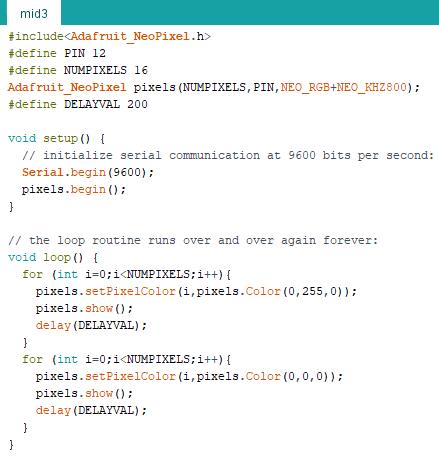 mid3
#include<Adafruit_NeoPixel.h>
#define PIN 12
#define NUMPIXELS 16
Adafruit_NeoPixel pixels(NUMPIXELS,PIN,NEO_RGB+NEO_KHZ800);
#define DELAYVAL 200

void setup() {
  // initialize serial communication at 9600 bits per second:
  Serial.begin(9600);
  pixels.begin();
}

// the loop routine runs over and over again forever:
void loop() {
  for (int i=0;i<NUMPIXELS;i++){
    pixels.setPixelColor(i,pixels.Color(0,255,0));
    pixels.show();
    delay(DELAYVAL);
  }
  for (int i=0;i<NUMPIXELS;i++){
    pixels.setPixelColor(i,pixels.Color(0,0,0));
    pixels.show();
    delay(DELAYVAL);
  }
}